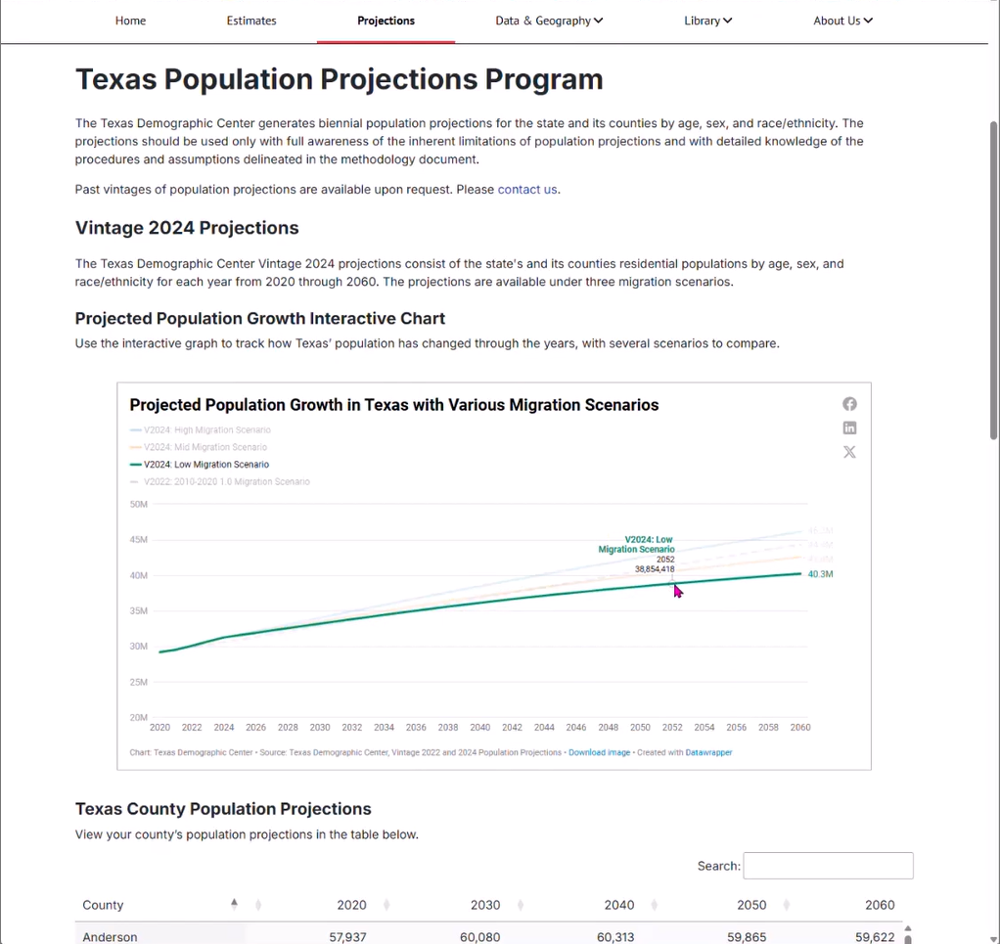 Home Estimates Projections Data & Geography Library About Us
Texas Population Projections Program
The Texas Demographic Center generates biennial population projections for the state and its counties by age, sex, and race/ethnicity. The
projections should be used only with full awareness of the inherent limitations of population projections and with detailed knowledge of the
procedures and assumptions delineated in the methodology document.
Past vintages of population projections are available upon request. Please contact us.
Vintage 2024 Projections
The Texas Demographic Center Vintage 2024 projections consist of the state's and its counties residential populations by age, sex, and
race/ethnicity for each year from 2020 through 2060. The projections are available under three migration scenarios.
Projected Population Growth Interactive Chart
Use the interactive graph to track how Texas' population has changed through the years, with several scenarios to compare.
Projected Population Growth in Texas with Various Migration Scenarios
V2024: High Migration Scenario
V2024: Mid Migration Scenario
V2024: Low Migration Scenario
V2022: 2010-2020 1.0 Migration Scenario
50M
45M
V2024: Low
Migration Scenario
2052
38,854,418
40M
40.3M
35M
30M
25M
20M
2020 2022 2024 2026 2028 2030 2032 2034 2036 2038 2040 2042 2044 2046 2048 2050 2052 2054 2056 2058 2060
Chart: Texas Demographic Center • Source: Texas Demographic Center, Vintage 2022 and 2024 Population Projections • Download image • Created with Datawrapper
Texas County Population Projections
View your county's population projections in the table below.
Search:
County 2020 2030 2040 2050 2060
Anderson 57,937 60,080 60,313 59,865 59,622